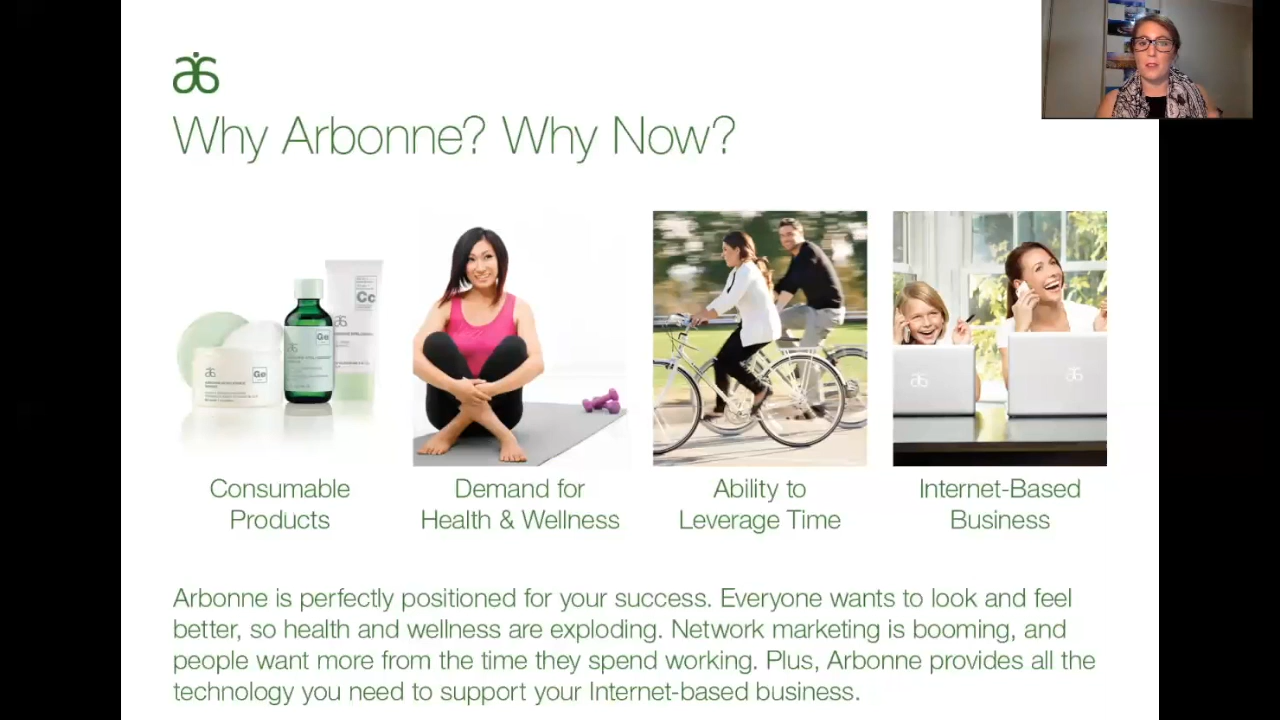 Why Arbonne? Why Now?
Cc
Ge
Ge
Consumable
Products
Demand for
Health & Wellness
Ability to
Leverage Time
Internet-Based
Business
Arbonne is perfectly positioned for your success. Everyone wants to look and feel
better, so health and wellness are exploding. Network marketing is booming, and
people want more from the time they spend working. Plus, Arbonne provides all the
technology you need to support your Internet-based business.